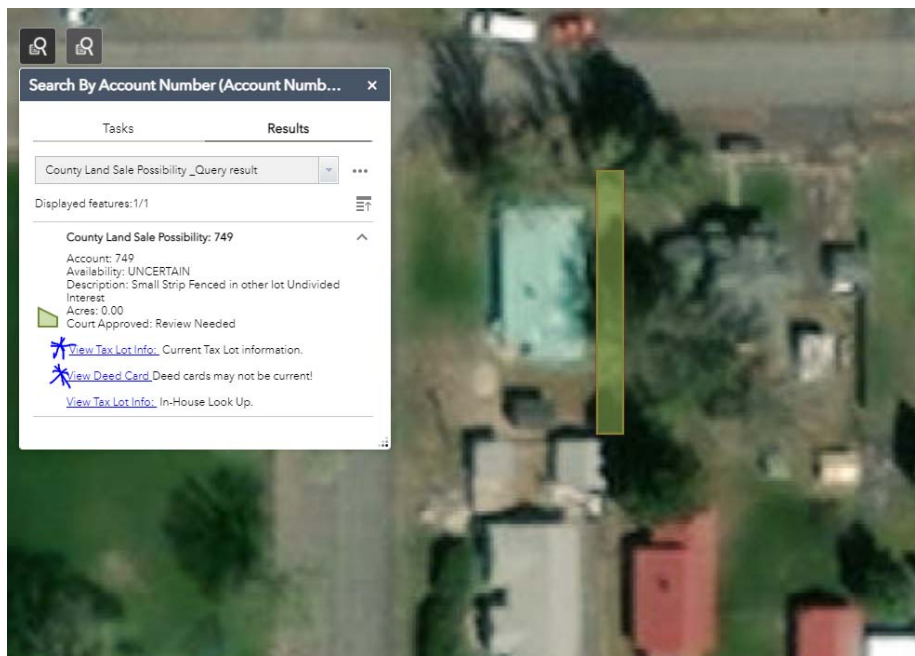 Search By Account Number (Account Numb...
Tasks Results
County Land Sale Possibility _Query result
Displayed features:1/1
County Land Sale Possibility: 749
Account: 749
Availability: UNCERTAIN
Description: Small Strip Fenced in other lot Undivided
Interest
Acres: 0.00
Court Approved: Review Needed
View Tax Lot Info: Current Tax Lot information.
View Deed Card Deed cards may not be current!
View Tax Lot Info: In-House Look Up.